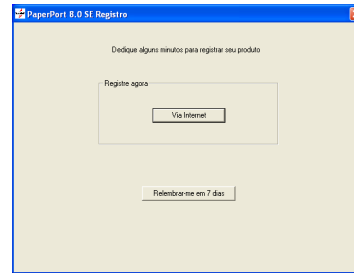 PaperPort 8.0 SE Registro
Dedique alguns minutos para registrar seu produto
Registre agora
Via Internet
Relembrar-me em 7 dias